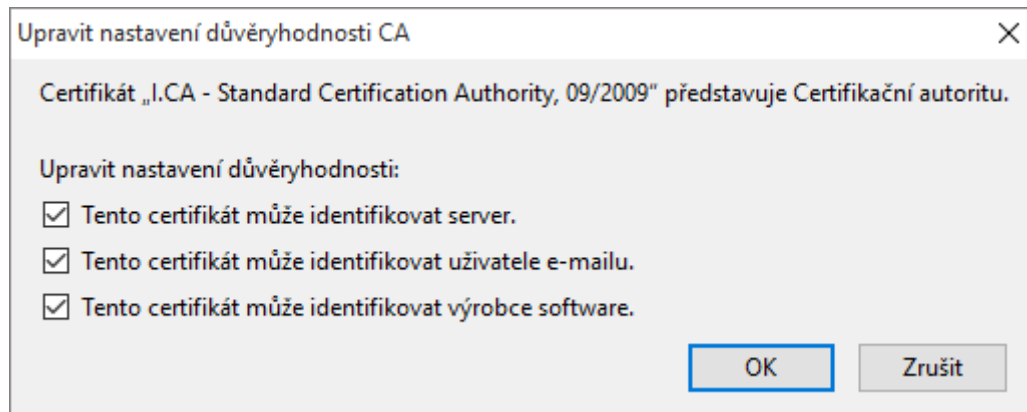 Upravit nastavení důvěryhodnosti CA
Certifikát „I.CA - Standard Certification Authority, 09/2009“ představuje Certifikační autoritu.
Upravit nastavení důvěryhodnosti:
Tento certifikát může identifikovat server.
Tento certifikát může identifikovat uživatele e-mailu.
Tento certifikát může identifikovat výrobce software.
OK Zrušit